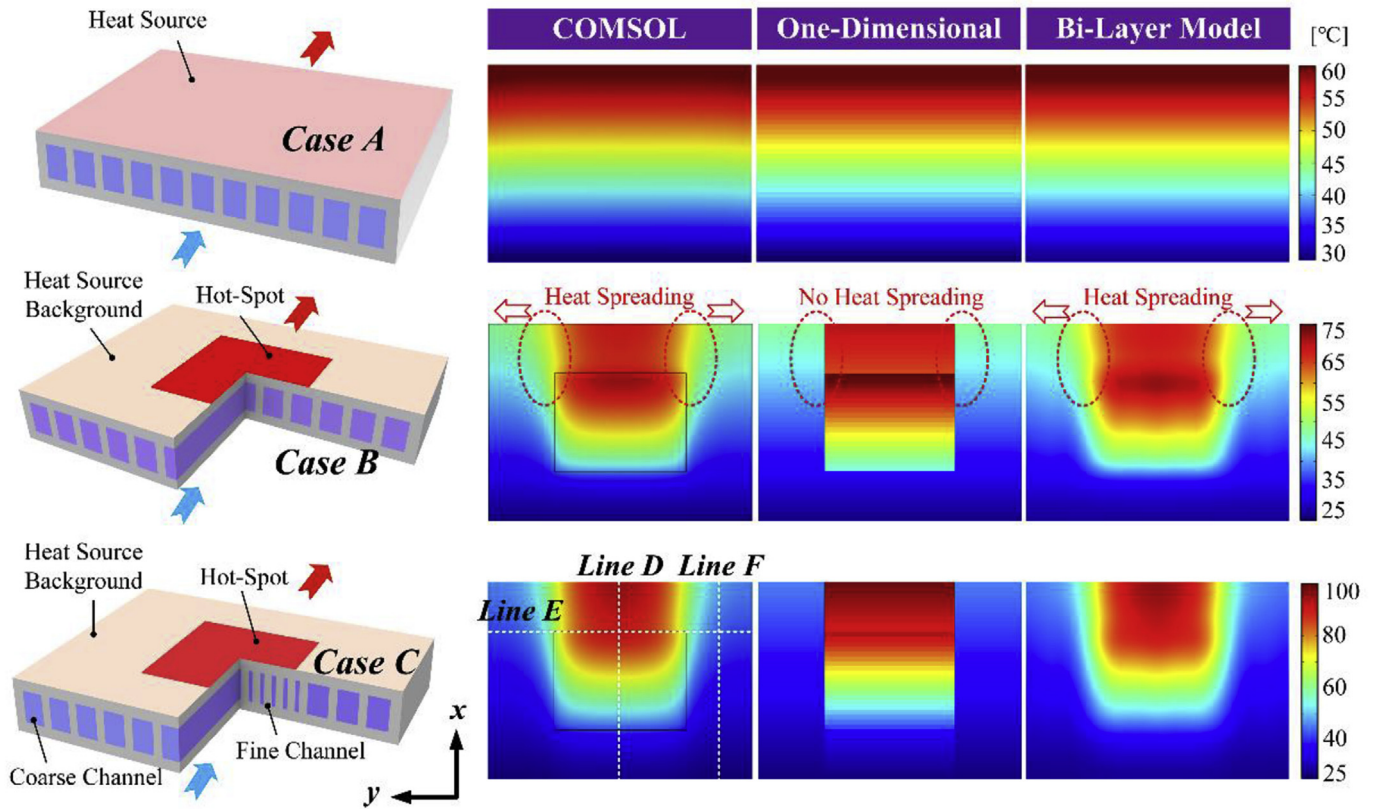 Heat Source
Case A
COMSOL
One-Dimensional
Bi-Layer Model
[°C]
60
55
50
45
40
35
30
Heat Source
Background
Hot-Spot
Case B
Heat Spreading
No Heat Spreading
Heat Spreading
75
65
55
45
35
25
Heat Source
Background
Hot-Spot
Case C
Fine Channel
Coarse Channel
x
y
Line D
Line F
Line E
100
80
60
40
25